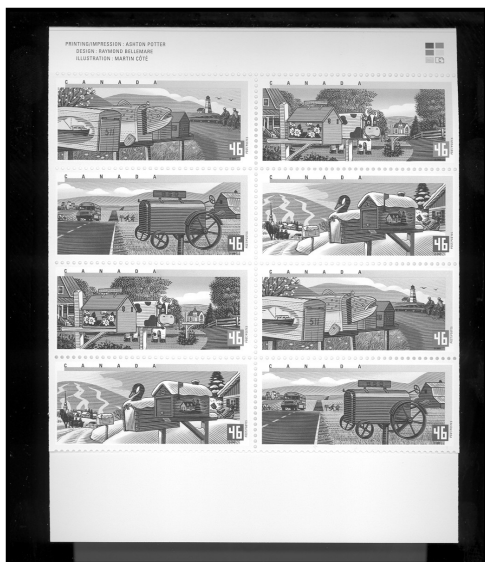 PRINTING/IMPRESSION : ASHTON POTTER
DESIGN : RAYMOND BELLEMARE
ILLUSTRATION : MARTIN CÔTÉ
CANADA
46
CANADA
46
CANADA
46
CANADA
46
CANADA
46
CANADA
46
CANADA
46
CANADA
46